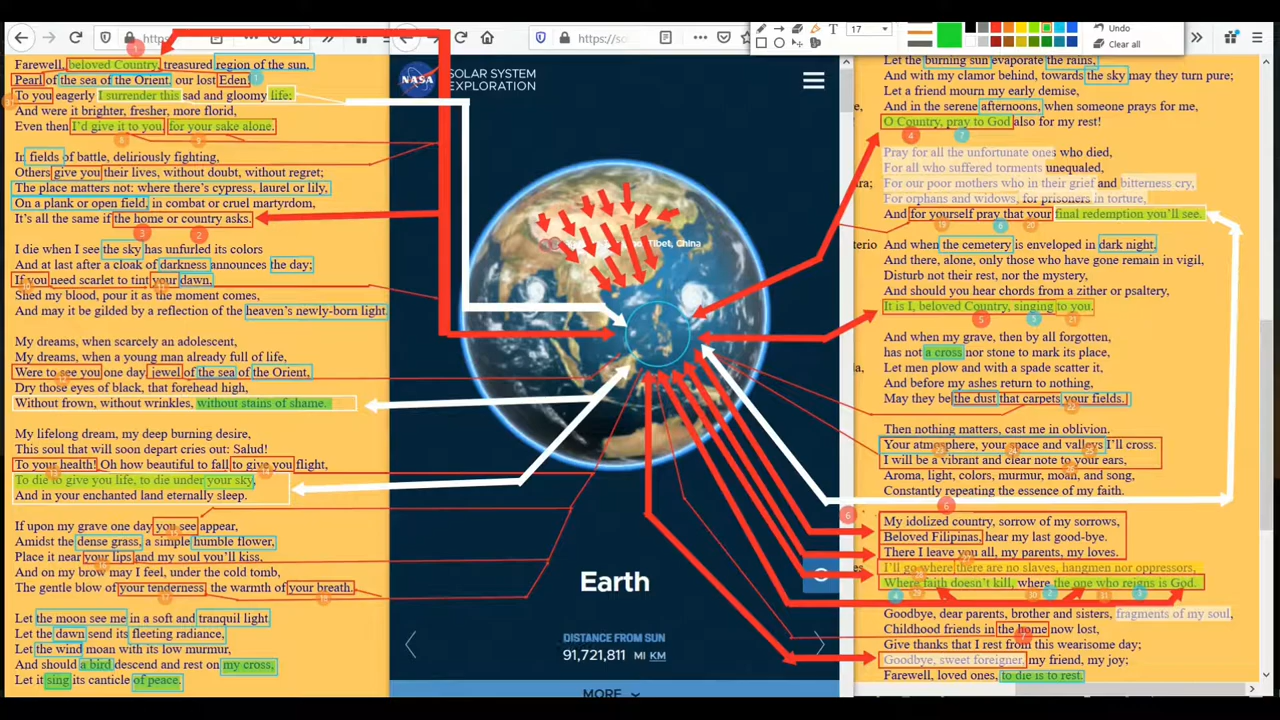 https://
https://so
17
Undo
Clear all
Farewell, beloved Country, treasured region of the sun,
Pearl of the sea of the Orient, our lost Eden!
To you eagerly I surrender this sad and gloomy life;
And were it brighter, fresher, more florid,
Even then I'd give it to you, for your sake alone.
In fields of battle, deliriously fighting,
Others give you their lives, without doubt, without regret;
The place matters not: where there's cypress, laurel or lily,
On a plank or open field, in combat or cruel martyrdom,
It's all the same if the home or country asks.
I die when I see the sky has unfurled its colors
And at last after a cloak of darkness announces the day;
If you need scarlet to tint your dawn,
Shed my blood, pour it as the moment comes,
And may it be gilded by a reflection of the heaven's newly-born light.
My dreams, when scarcely an adolescent,
My dreams, when a young man already full of life,
Were to see you one day, jewel of the sea of the Orient,
Dry those eyes of black, that forehead high,
Without frown, without wrinkles, without stains of shame.
My lifelong dream, my deep burning desire,
This soul that will soon depart cries out: Salud!
To your health! Oh how beautiful to fall to give you flight,
To die to give you life, to die under your sky,
And in your enchanted land eternally sleep.
If upon my grave one day you see appear,
Amidst the dense grass, a simple humble flower,
Place it near your lips and my soul you'll kiss,
And on my brow may I feel, under the cold tomb,
The gentle blow of your tenderness, the warmth of your breath.
Let the moon see me in a soft and tranquil light
Let the dawn send its fleeting radiance,
Let the wind moan with its low murmur,
And should a bird descend and rest on my cross,
Let it sing its canticle of peace.
NASA
SOLAR SYSTEM
EXPLORATION
Tibet, China
Earth
DISTANCE FROM SUN
91,721,811 MI KM
MORE
Let the burning sun evaporate the rains,
And with my clamor behind, towards the sky may they turn pure;
Let a friend mourn my early demise,
And in the serene afternoons, when someone prays for me,
O Country, pray to God also for my rest!
Pray for all the unfortunate ones who died,
For all who suffered torments unequaled,
For our poor mothers who in their grief and bitterness cry,
For orphans and widows, for prisoners in torture,
And for yourself pray that your final redemption you'll see.
And when the cemetery is enveloped in dark night,
And there, alone, only those who have gone remain in vigil,
Disturb not their rest, nor the mystery,
And should you hear chords from a zither or psaltery,
It is I, beloved Country, singing to you.
And when my grave, then by all forgotten,
has not a cross nor stone to mark its place,
Let men plow and with a spade scatter it,
And before my ashes return to nothing,
May they be the dust that carpets your fields.
Then nothing matters, cast me in oblivion.
Your atmosphere, your space and valleys I'll cross.
I will be a vibrant and clear note to your ears,
Aroma, light, colors, murmur, moan, and song,
Constantly repeating the essence of my faith.
My idolized country, sorrow of my sorrows,
Beloved Filipinas, hear my last good-bye.
There I leave you all, my parents, my loves.
I'll go where there are no slaves, hangmen nor oppressors,
Where faith doesn't kill, where the one who reigns is God.
Goodbye, dear parents, brother and sisters, fragments of my soul,
Childhood friends in the home now lost,
Give thanks that I rest from this wearisome day;
Goodbye, sweet foreigner, my friend, my joy;
Farewell, loved ones, to die is to rest.